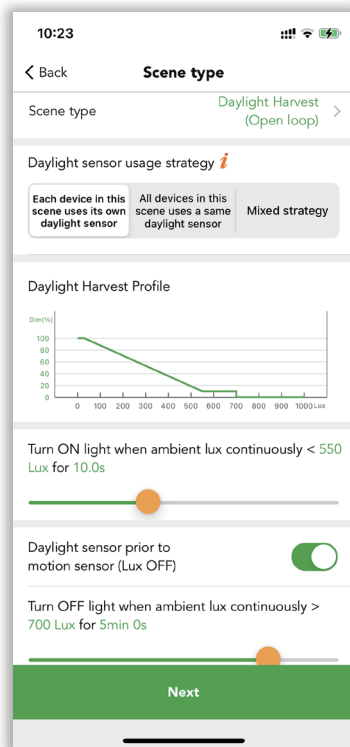 10:23
Back
Scene type
Scene type
Daylight Harvest
(Open loop)
Daylight sensor usage strategy i
Each device in this
scene uses its own
daylight sensor
All devices in this
scene uses a same
daylight sensor
Mixed strategy
Daylight Harvest Profile
Dim(%)
100
80
60
40
20
0
0 100 200 300 400 500 600 700 800 900 1000 Lux
Turn ON light when ambient lux continuously < 550
Lux for 10.0s
Daylight sensor prior to
motion sensor (Lux OFF)
Turn OFF light when ambient lux continuously >
700 Lux for 5min 0s
Next